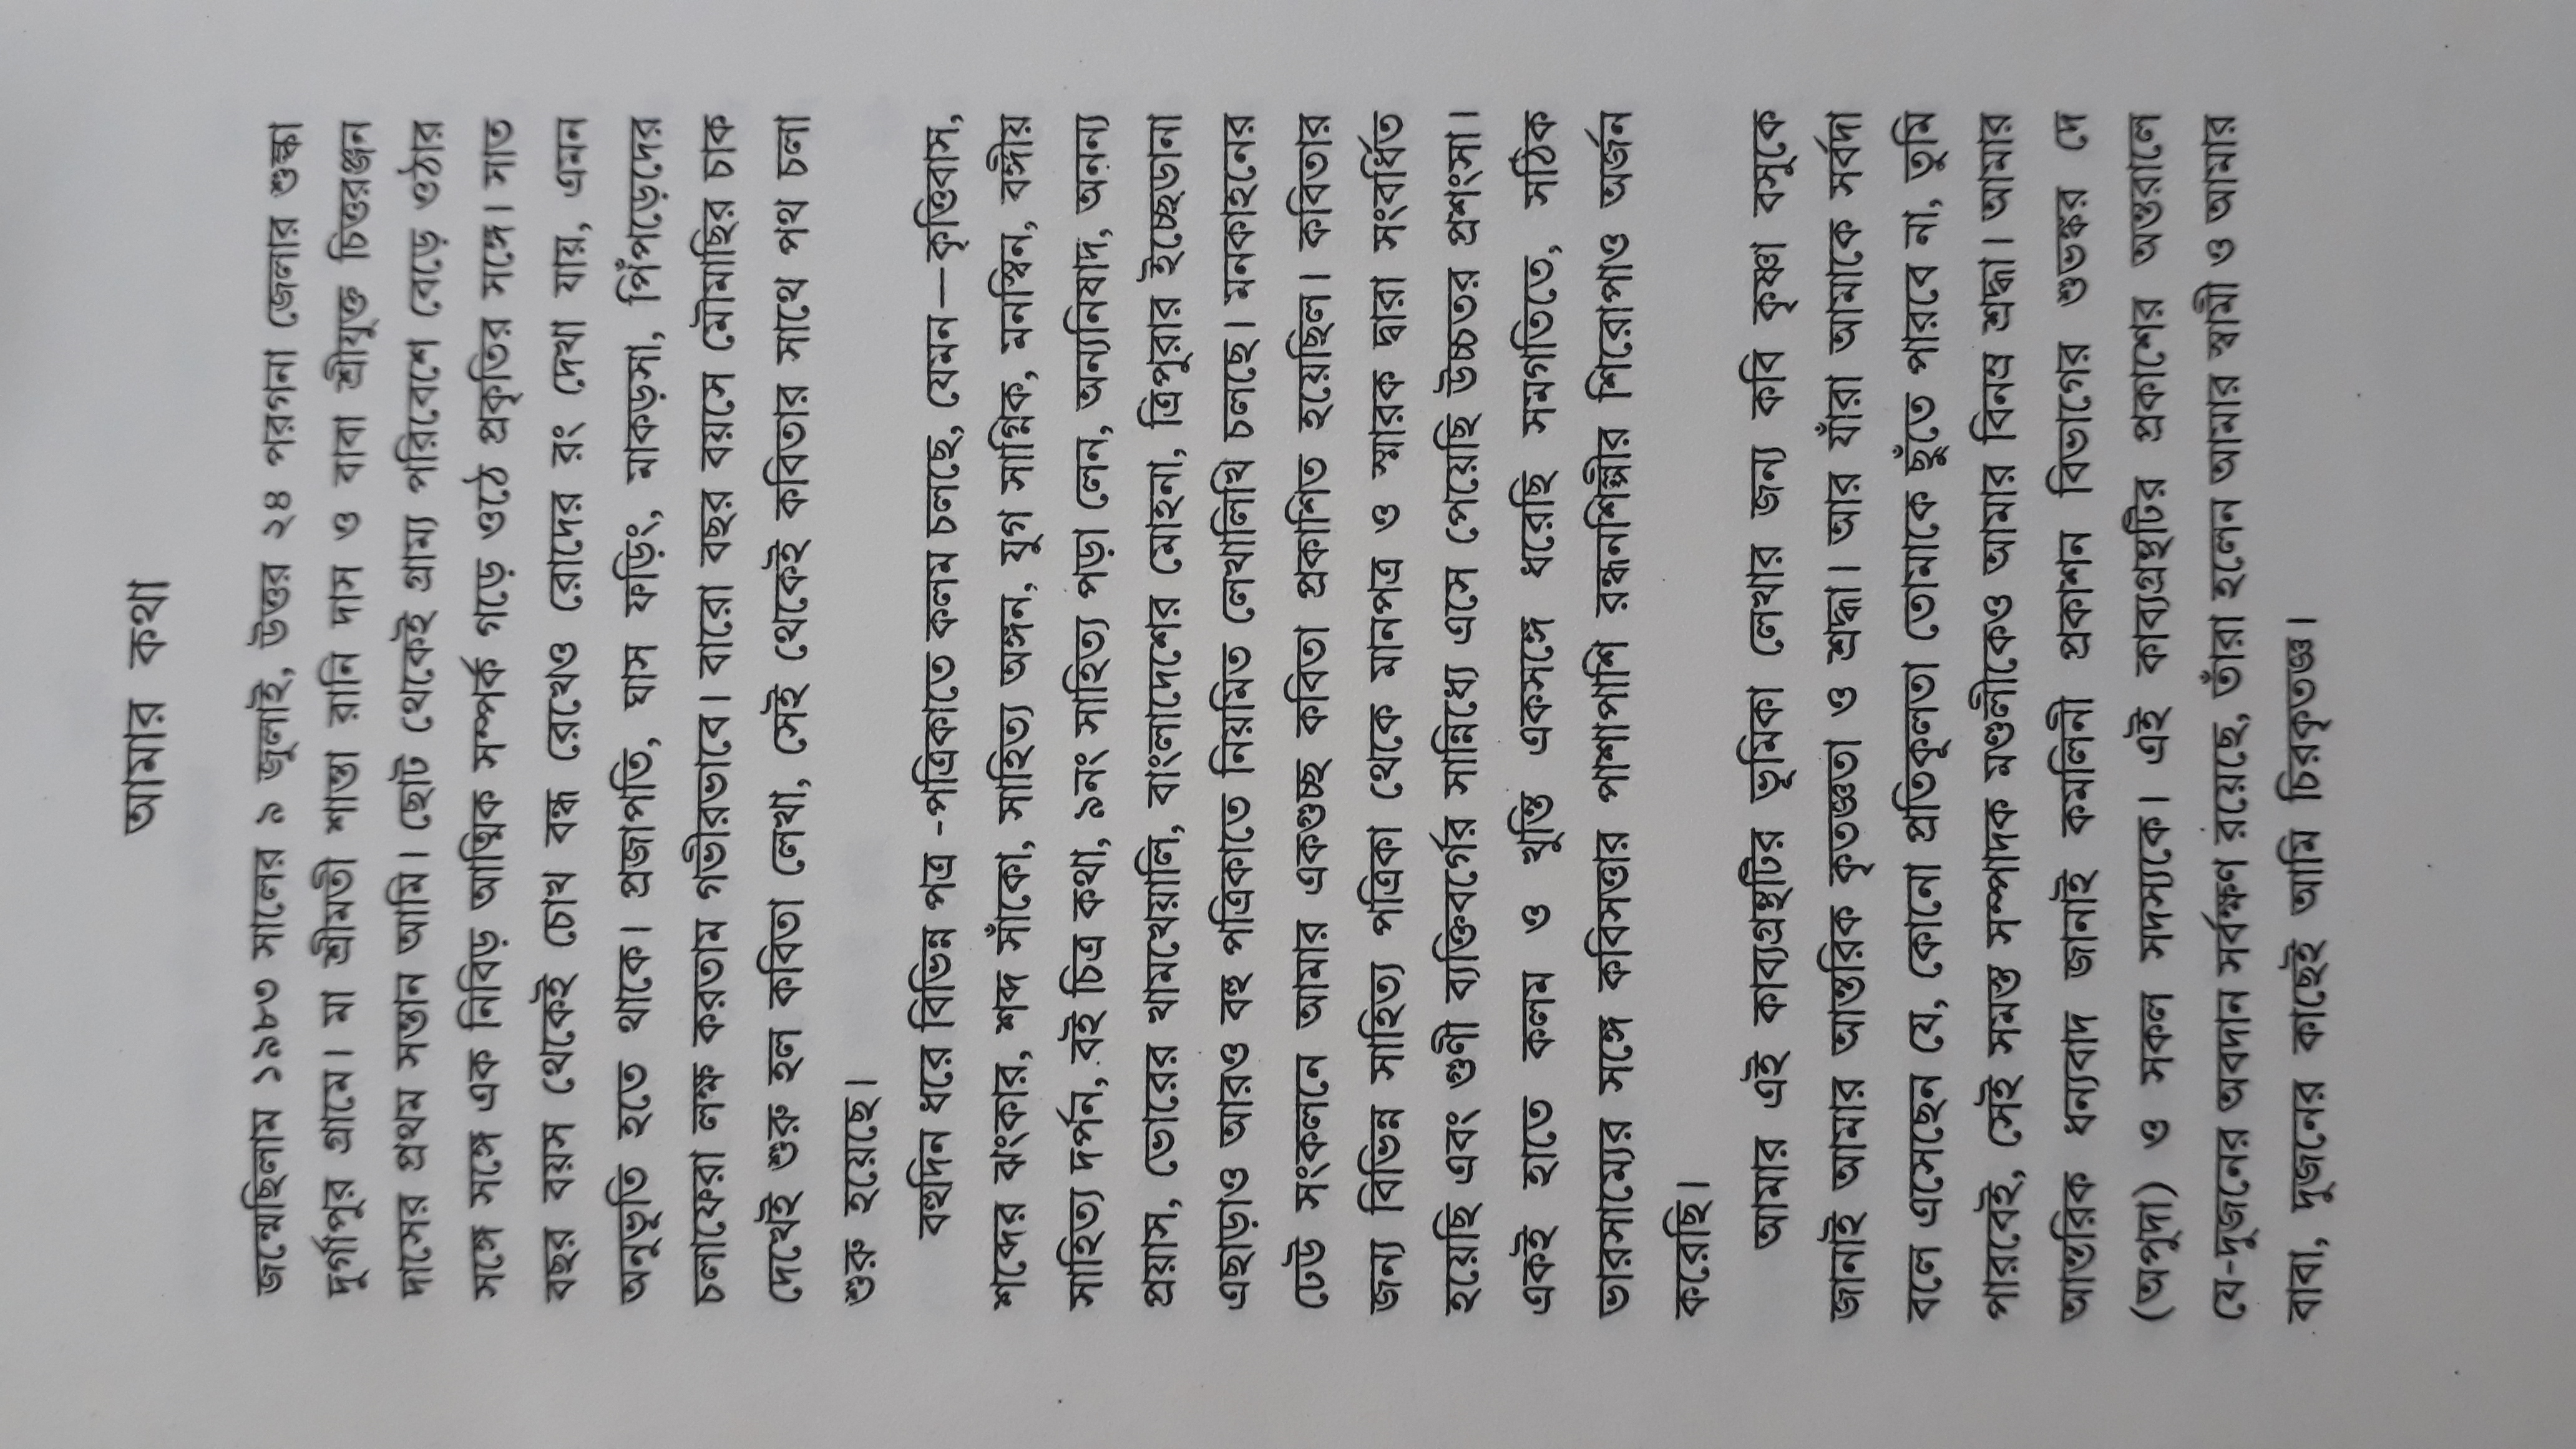 আমার কথা
জন্মেছিলাম ১৯৮৩ সালের ৯ জুলাই, উত্তর ২৪ পরগনা জেলার শুল্কা
দুর্গাপুর গ্রামে। মা শ্রীমতী শান্তা রানি দাস ও বাবা শ্রীযুক্ত চিত্তরঞ্জন
দাসের প্রথম সন্তান আমি। ছোট থেকেই গ্রাম্য পরিবেশে বেড়ে ওঠার
সঙ্গে সঙ্গে এক নিবিড় আত্মিক সম্পর্ক গড়ে ওঠে প্রকৃতির সঙ্গে। সাত
বছর বয়স থেকেই চোখ বন্ধ রেখেও রোদের রং দেখা যায়, এমন
অনুভূতি হতে থাকে। প্রজাপতি, ঘাস ফড়িং, মাকড়সা, পিঁপড়েদের
চলাফেরা লক্ষ করতাম গভীরভাবে। বারো বছর বয়সে মৌমাছির চাক
দেখেই শুরু হল কবিতা লেখা, সেই থেকেই কবিতার সাথে পথ চলা
শুরু হয়েছে।
বহুদিন ধরে বিভিন্ন পত্র -পত্রিকাতে কলম চলছে, যেমন—কৃত্তিবাস,
শব্দের ঝংকার, শব্দ সাঁকো, সাহিত্য অঙ্গন, যুগ সাগ্নিক, মনস্বিন, বঙ্গীয়
সাহিত্য দর্পন, বই চিত্র কথা, ৯নং সাহিত্য পড়া লেন, অন্যনিষাদ, অনন্য
প্রয়াস, ভোরের খামখেয়ালি, বাংলাদেশের মোহনা, ত্রিপুরার ইচ্ছেডানা
এছাড়াও আরও বহু পত্রিকাতে নিয়মিত লেখালিখি চলছে। মনকাহনের
ঢেউ সংকলনে আমার একগুচ্ছ কবিতা প্রকাশিত হয়েছিল। কবিতার
জন্য বিভিন্ন সাহিত্য পত্রিকা থেকে মানপত্র ও স্মারক দ্বারা সংবর্ধিত
হয়েছি এবং গুণী ব্যক্তিবর্গের সান্নিধ্যে এসে পেয়েছি উচ্চতর প্রশংসা।
একই হাতে কলম ও খুন্তি একসঙ্গে ধরেছি সমগতিতে, সঠিক
ভারসাম্যের সঙ্গে কবিসত্তার পাশাপাশি রন্ধনশিল্পীর শিরোপাও অর্জন
করেছি।
আমার এই কাব্যগ্রন্থটির ভূমিকা লেখার জন্য কবি কৃষ্ণা বসুকে
জানাই আমার আন্তরিক কৃতজ্ঞতা ও শ্রদ্ধা। আর যাঁরা আমাকে সর্বদা
বলে এসেছেন যে, কোনো প্রতিকূলতা তোমাকে ছুঁতে পারবে না, তুমি
পারবেই, সেই সমস্ত সম্পাদক মণ্ডলীকেও আমার বিনম্র শ্রদ্ধা। আমার
আন্তরিক ধন্যবাদ জানাই কমলিনী প্রকাশন বিভাগের শুভঙ্কর দে
(অপুদা) ও সকল সদস্যকে। এই কাব্যগ্রন্থটির প্রকাশের অন্তরালে
যে-দুজনের অবদান সর্বক্ষণ রয়েছে, তাঁরা হলেন আমার স্বামী ও আমার
বাবা, দুজনের কাছেই আমি চিরকৃতজ্ঞ।